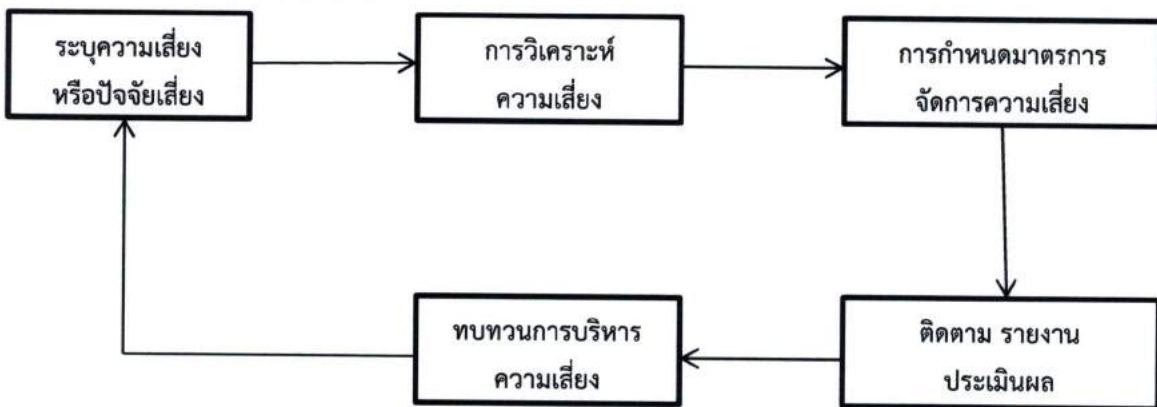 ระบุความเสี่ยง
หรือปัจจัยเสี่ยง
การวิเคราะห์
ความเสี่ยง
การกำหนดมาตรการ
จัดการความเสี่ยง
ทบทวนการบริหาร
ความเสี่ยง
ติดตาม รายงาน
ประเมินผล